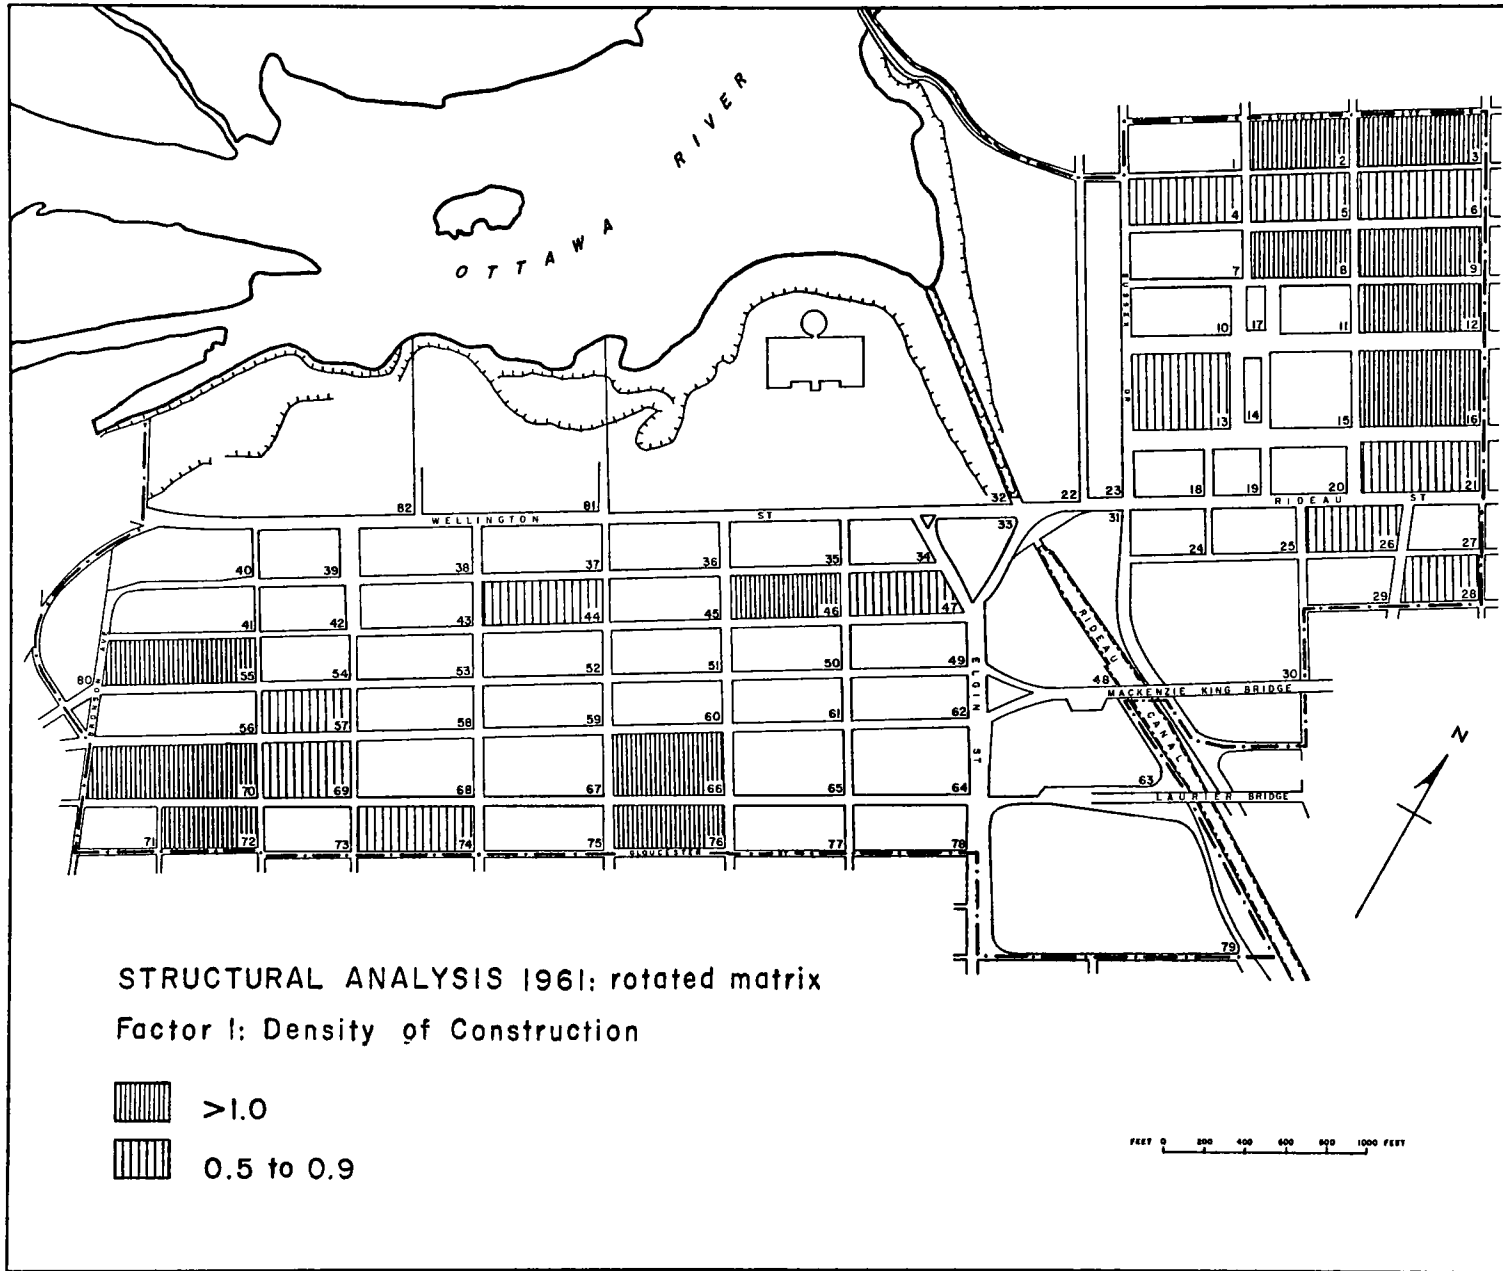 OTTAWA RIVER
1 2 3
4 5 6
7 8 9
SUSSEX DR
10 17 11 12
13 14 15 16
18 19 20 21
RIDEAU ST
82 81 32 22 23
WELLINGTON ST
33 31
24 25 26 27
40 39 38 37 36 35 34
29 28
41 42 43 44 45 46 47
RIDEAU CANAL
80 55 54 53 52 51 50 49
BRONSON AVE
ELGIN ST
48 30
MACKENZIE KING BRIDGE
56 57 58 59 60 61 62
70 69 68 67 66 65 64 63
LAURIER BRIDGE
71 72 73 74 75 76 77 78
GLOUCESTER ST
79
N
STRUCTURAL ANALYSIS 1961: rotated matrix
Factor 1: Density of Construction
>1.0
0.5 to 0.9
FEET 0 200 400 600 800 1000 FEET